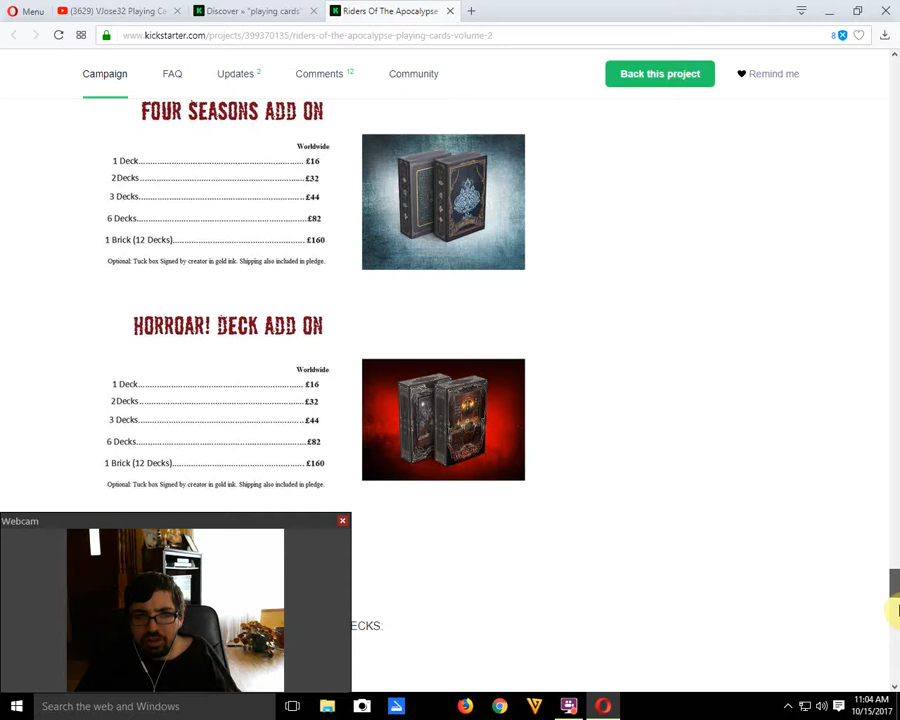 Menu
(3629) VJose32 Playing Ca
Discover » "playing cards"
Riders Of The Apocalypse
www.kickstarter.com/projects/399370135/riders-of-the-apocalypse-playing-cards-volume-2
8
Campaign
FAQ
Updates 2
Comments 12
Community
Back this project
Remind me
FOUR SEASONS ADD ON
Worldwide
1 Deck............................................................... £16
2Decks ............................................................... £32
3 Decks............................................................... £44
6 Decks............................................................... £82
1 Brick (12 Decks)................................................. £160
Optional: Tuck box Signed by creator in gold ink. Shipping also included in pledge.
HORROAR! DECK ADD ON
Worldwide
1 Deck............................................................... £16
2Decks ............................................................... £32
3 Decks............................................................... £44
6 Decks............................................................... £82
1 Brick (12 Decks)................................................. £160
Optional: Tuck box Signed by creator in gold ink. Shipping also included in pledge.
Webcam
ECKS:
Search the web and Windows
11:04 AM
10/15/2017